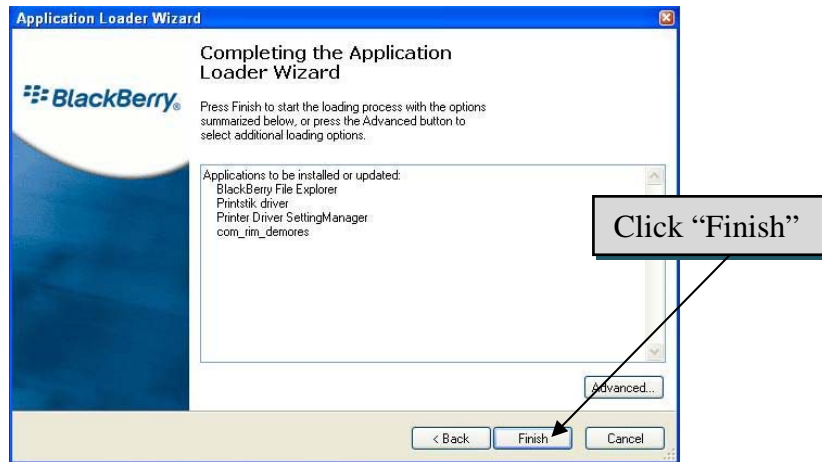 Application Loader Wizard
Completing the Application
Loader Wizard
BlackBerry®
Press Finish to start the loading process with the options
summarized below, or press the Advanced button to
select additional loading options.
Applications to be installed or updated:
BlackBerry File Explorer
Printstik driver
Printer Driver SettingManager
com_rim_demores
Click “Finish”
Advanced...
< Back
Finish
Cancel